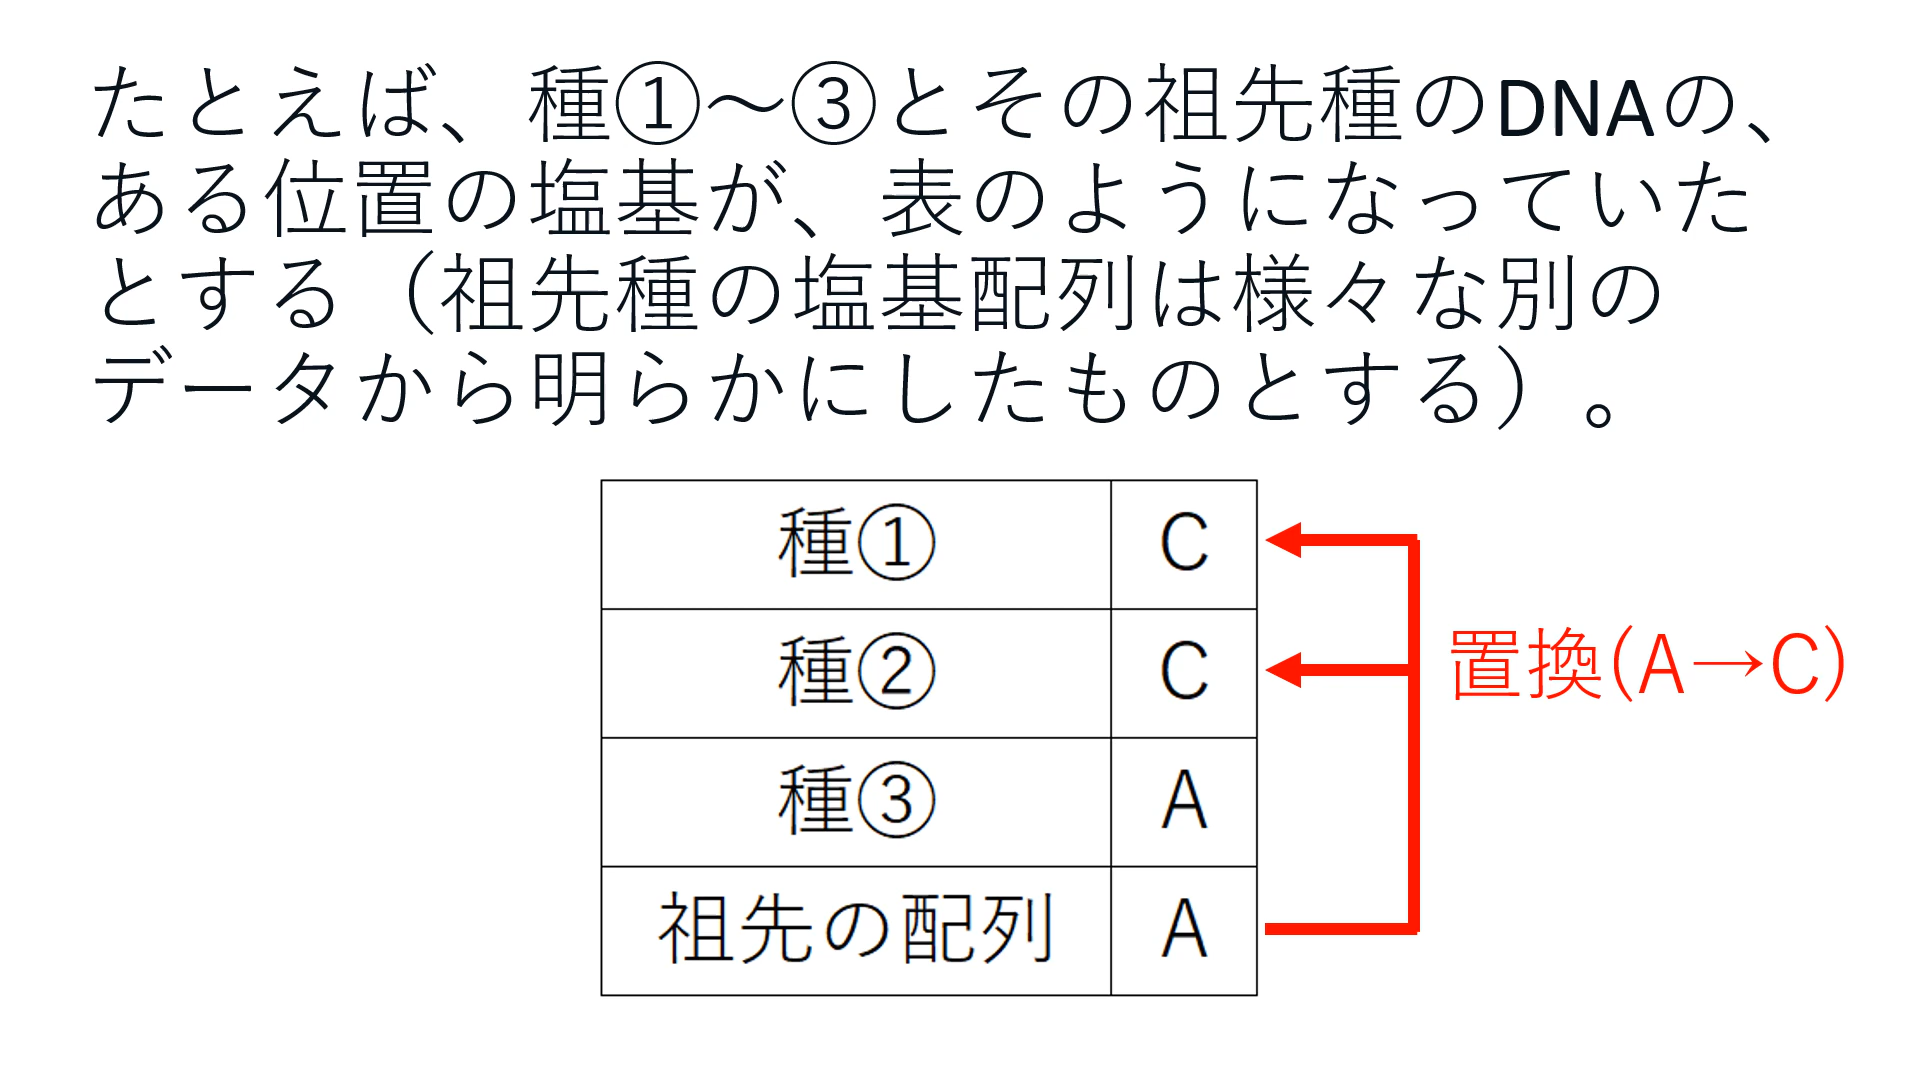 たとえば、種①～③とその祖先種のDNAの、
ある位置の塩基が、表のようになっていた
とする（祖先種の塩基配列は様々な別の
データから明らかにしたものとする）。
種① C
種② C
置換(A→C)
種③ A
祖先の配列 A